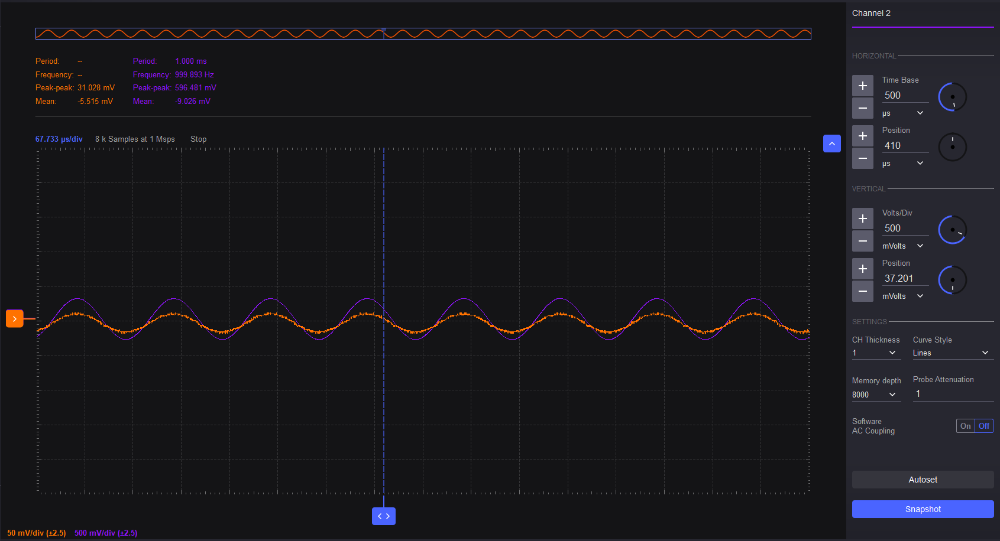 Channel 2
Period: -- Period: 1.000 ms
Frequency: -- Frequency: 999.893 Hz
Peak-peak: 31.028 mV Peak-peak: 596.481 mV
Mean: -5.515 mV Mean: -9.026 mV
67.733 µs/div 8 k Samples at 1 Msps Stop
HORIZONTAL
Time Base
500
µs
Position
410
µs
VERTICAL
Volts/Div
500
mVolts
Position
37.201
mVolts
SETTINGS
CH Thickness Curve Style
1 Lines
Memory depth Probe Attenuation
8000 1
Software
AC Coupling
On Off
Autoset
Snapshot
50 mV/div (±2.5) 500 mV/div (±2.5)